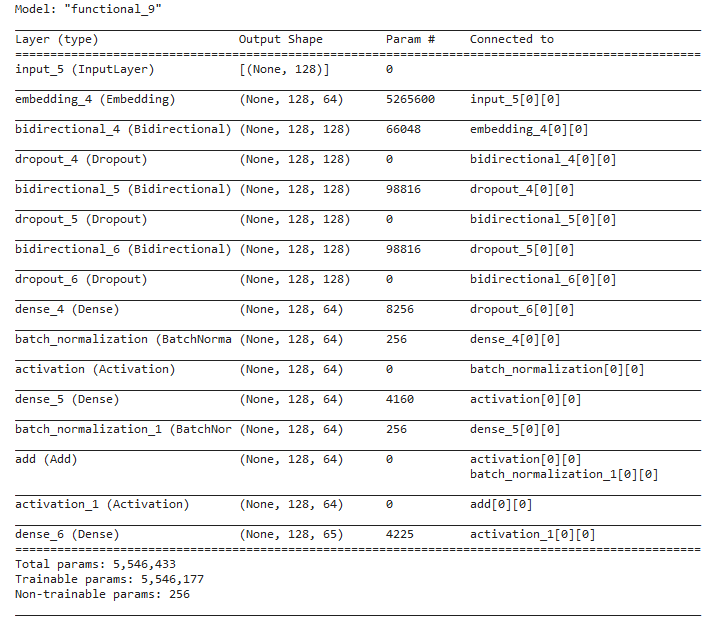 Model: "functional_9"
Layer (type) Output Shape Param # Connected to
input_5 (InputLayer) [(None, 128)] 0
embedding_4 (Embedding) (None, 128, 64) 5265600 input_5[0][0]
bidirectional_4 (Bidirectional) (None, 128, 128) 66048 embedding_4[0][0]
dropout_4 (Dropout) (None, 128, 128) 0 bidirectional_4[0][0]
bidirectional_5 (Bidirectional) (None, 128, 128) 98816 dropout_4[0][0]
dropout_5 (Dropout) (None, 128, 128) 0 bidirectional_5[0][0]
bidirectional_6 (Bidirectional) (None, 128, 128) 98816 dropout_5[0][0]
dropout_6 (Dropout) (None, 128, 128) 0 bidirectional_6[0][0]
dense_4 (Dense) (None, 128, 64) 8256 dropout_6[0][0]
batch_normalization (BatchNorma (None, 128, 64) 256 dense_4[0][0]
activation (Activation) (None, 128, 64) 0 batch_normalization[0][0]
dense_5 (Dense) (None, 128, 64) 4160 activation[0][0]
batch_normalization_1 (BatchNor (None, 128, 64) 256 dense_5[0][0]
add (Add) (None, 128, 64) 0 activation[0][0]
batch_normalization_1[0][0]
activation_1 (Activation) (None, 128, 64) 0 add[0][0]
dense_6 (Dense) (None, 128, 65) 4225 activation_1[0][0]
Total params: 5,546,433
Trainable params: 5,546,177
Non-trainable params: 256